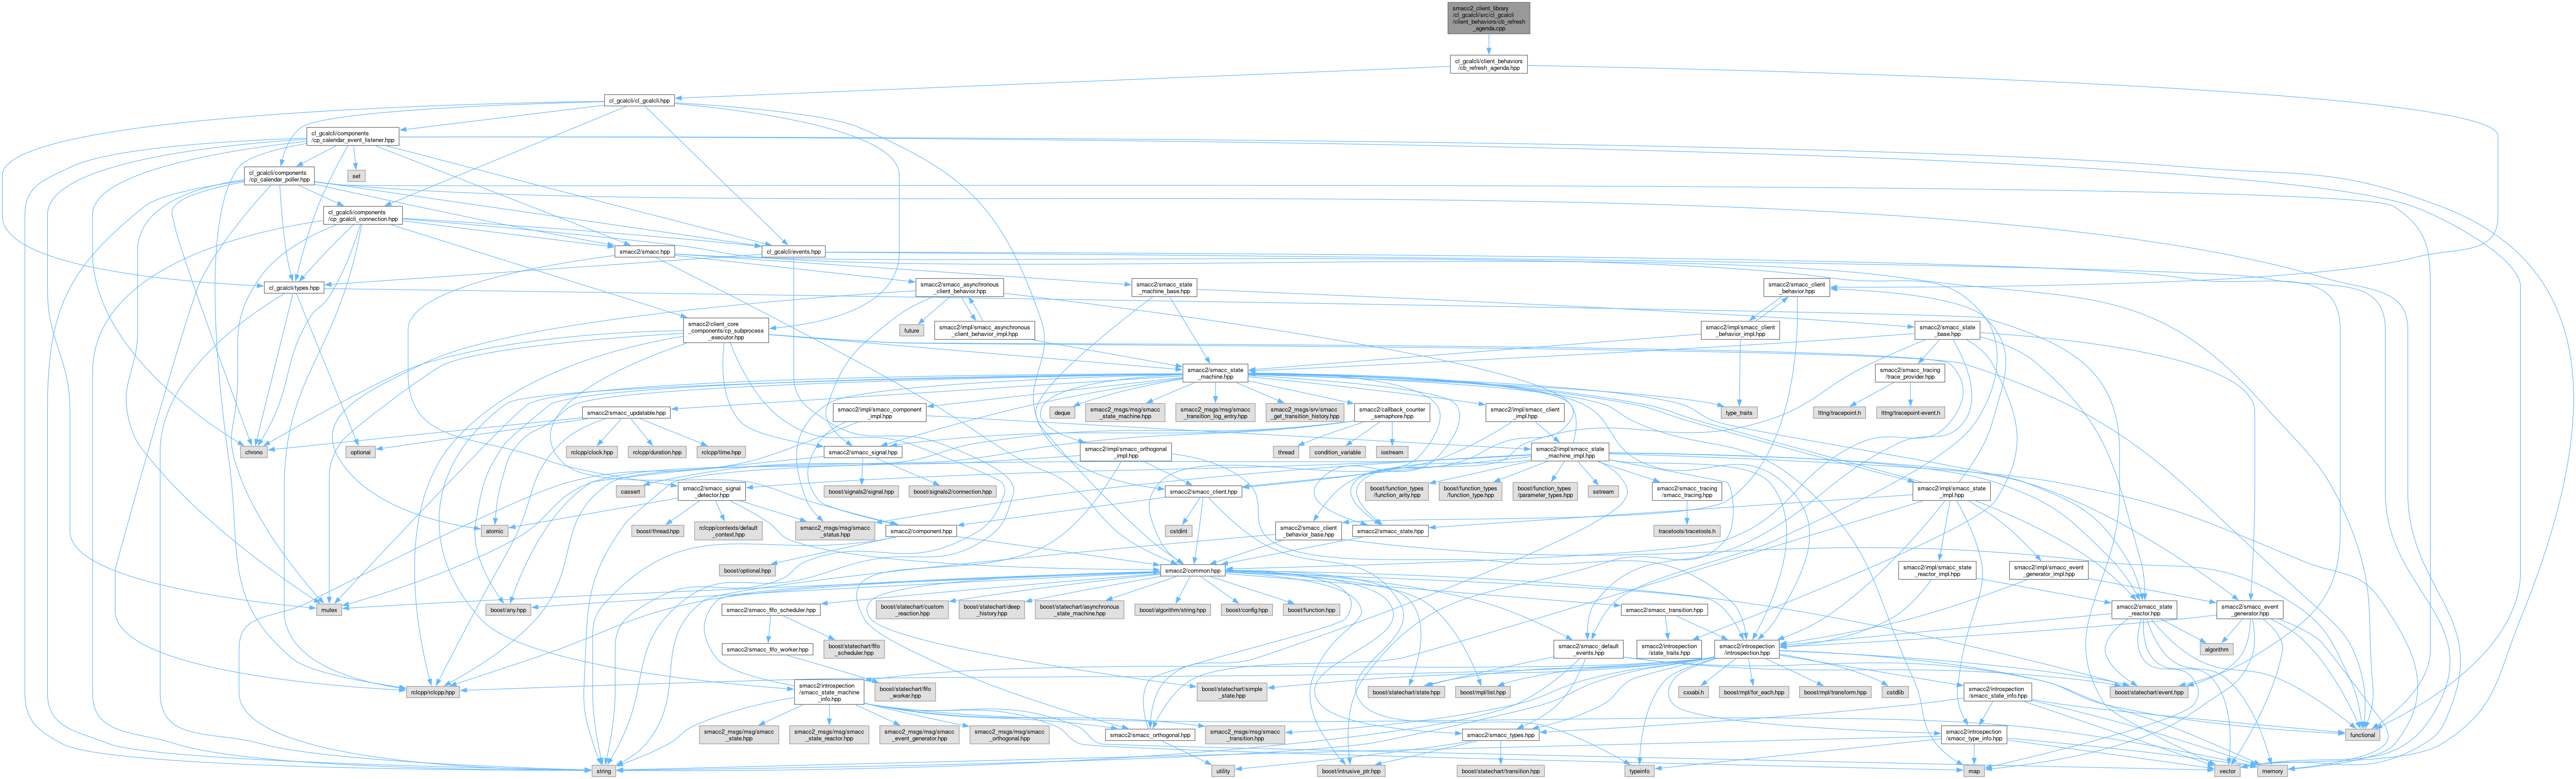 smacc2_client_library
/cl_gcalcli/src/cl_gcalcli
/client_behaviors/cb_refresh
_agenda.cpp
cl_gcalcli/client_behaviors
/cb_refresh_agenda.hpp
cl_gcalcli/cl_gcalcli.hpp
cl_gcalcli/components
/cp_calendar_event_listener.hpp
cl_gcalcli/components
/cp_calendar_poller.hpp
set
cl_gcalcli/components
/cp_gcalcli_connection.hpp
smacc2/smacc.hpp
cl_gcalcli/events.hpp
cl_gcalcli/types.hpp
smacc2/smacc_asynchronous
_client_behavior.hpp
smacc2/smacc_state
_machine_base.hpp
smacc2/smacc_client
_behavior.hpp
smacc2/client_core
_components/cp_subprocess
_executor.hpp
future
smacc2/impl/smacc_asynchronous
_client_behavior_impl.hpp
smacc2/impl/smacc_client
_behavior_impl.hpp
smacc2/smacc_state
_base.hpp
smacc2/smacc_state
_machine.hpp
smacc2/smacc_tracing
/trace_provider.hpp
smacc2/smacc_updatable.hpp
smacc2/impl/smacc_component
_impl.hpp
deque
smacc2_msgs/msg/smacc
_state_machine.hpp
smacc2_msgs/msg/smacc
_transition_log_entry.hpp
smacc2_msgs/srv/smacc
_get_transition_history.hpp
smacc2/callback_counter
_semaphore.hpp
smacc2/impl/smacc_client
_impl.hpp
type_traits
lttng/tracepoint.h
lttng/tracepoint-event.h
chrono
optional
rclcpp/clock.hpp
rclcpp/duration.hpp
rclcpp/time.hpp
smacc2/smacc_signal.hpp
smacc2/impl/smacc_orthogonal
_impl.hpp
thread
condition_variable
iostream
smacc2/impl/smacc_state
_machine_impl.hpp
cassert
smacc2/smacc_signal
_detector.hpp
boost/signals2/signal.hpp
boost/signals2/connection.hpp
smacc2/smacc_client.hpp
boost/function_types
/function_arity.hpp
boost/function_types
/function_type.hpp
boost/function_types
/parameter_types.hpp
sstream
smacc2/smacc_tracing
/smacc_tracing.hpp
smacc2/impl/smacc_state
_impl.hpp
atomic
boost/thread.hpp
rclcpp/contexts/default
_context.hpp
smacc2_msgs/msg/smacc
_status.hpp
smacc2/component.hpp
cstdint
smacc2/smacc_client
_behavior_base.hpp
smacc2/smacc_state.hpp
tracetools/tracetools.h
boost/optional.hpp
smacc2/common.hpp
smacc2/impl/smacc_state
_reactor_impl.hpp
smacc2/impl/smacc_event
_generator_impl.hpp
mutex
boost/any.hpp
smacc2/smacc_fifo_scheduler.hpp
boost/statechart/custom
_reaction.hpp
boost/statechart/deep
_history.hpp
boost/statechart/asynchronous
_state_machine.hpp
boost/algorithm/string.hpp
boost/config.hpp
boost/function.hpp
smacc2/smacc_transition.hpp
smacc2/smacc_state
_reactor.hpp
smacc2/smacc_event
_generator.hpp
smacc2/smacc_fifo_worker.hpp
boost/statechart/fifo
_scheduler.hpp
smacc2/smacc_default
_events.hpp
smacc2/introspection
/state_traits.hpp
smacc2/introspection
/introspection.hpp
algorithm
rclcpp/rclcpp.hpp
smacc2/introspection
/smacc_state_machine
_info.hpp
boost/statechart/fifo
_worker.hpp
boost/statechart/simple
_state.hpp
boost/statechart/state.hpp
boost/mpl/list.hpp
cxxabi.h
boost/mpl/for_each.hpp
boost/mpl/transform.hpp
cstdlib
smacc2/introspection
/smacc_state_info.hpp
boost/statechart/event.hpp
smacc2_msgs/msg/smacc
_state.hpp
smacc2_msgs/msg/smacc
_state_reactor.hpp
smacc2_msgs/msg/smacc
_event_generator.hpp
smacc2_msgs/msg/smacc
_orthogonal.hpp
smacc2/smacc_orthogonal.hpp
smacc2_msgs/msg/smacc
_transition.hpp
smacc2/smacc_types.hpp
smacc2/introspection
/smacc_type_info.hpp
functional
string
utility
boost/intrusive_ptr.hpp
boost/statechart/transition.hpp
typeinfo
map
vector
memory